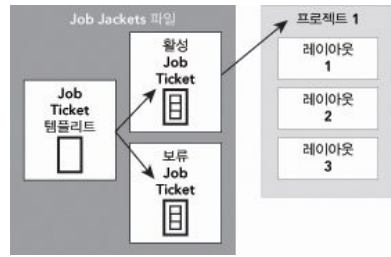 Job Jackets 파일
Job
Ticket
템플리트
활성
Job
Ticket
보류
Job
Ticket
프로젝트 1
레이아웃
1
레이아웃
2
레이아웃
3